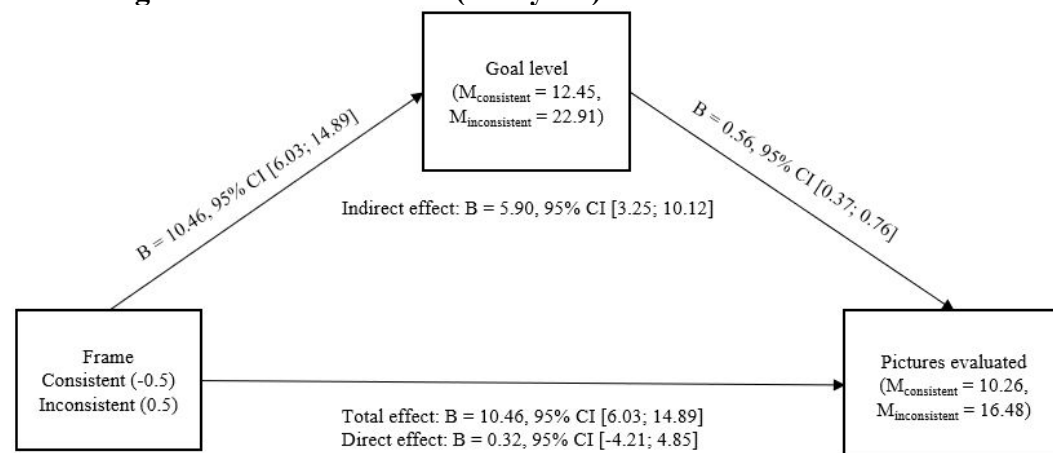 Goal level
(Mconsistent = 12.45,
Minconsistent = 22.91)
B = 10.46, 95% CI [6.03; 14.89]
B = 0.56, 95% CI [0.37; 0.76]
Indirect effect: B = 5.90, 95% CI [3.25; 10.12]
Frame
Consistent (-0.5)
Inconsistent (0.5)
Pictures evaluated
(Mconsistent = 10.26,
Minconsistent = 16.48)
Total effect: B = 10.46, 95% CI [6.03; 14.89]
Direct effect: B = 0.32, 95% CI [-4.21; 4.85]